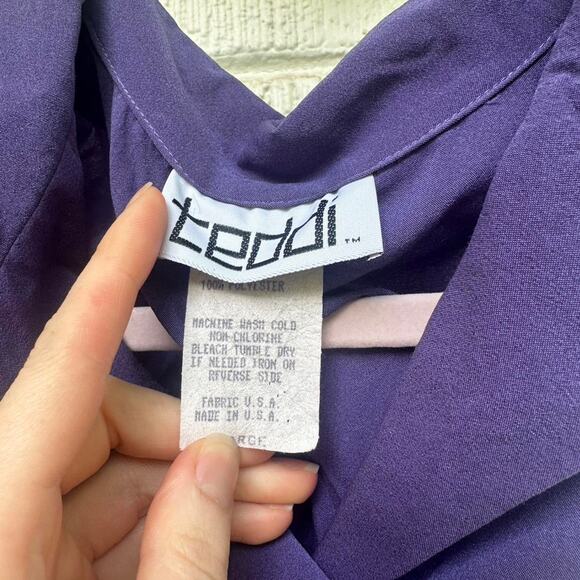 teddi ™
100% POLYESTER
MACHINE WASH COLD
NON CHLORINE
BLEACH TUMBLE DRY
IF NEEDED IRON ON
REVERSE SIDE
FABRIC U.S.A.
MADE IN U.S.A.
ARGE